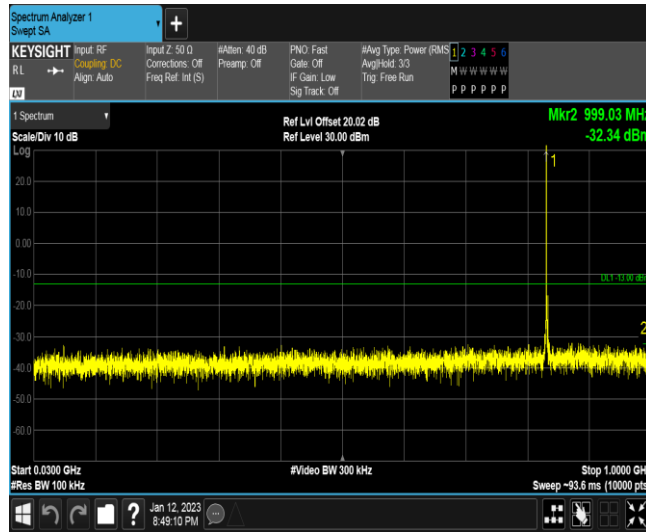 Spectrum Analyzer 1
Swept SA
KEYSIGHT
RL
LXI
Input: RF
Coupling: DC
Align: Auto
Input Z: 50 Ω
Corrections: Off
Freq Ref: Int (S)
#Atten: 40 dB
Preamp: Off
PNO: Fast
Gate: Off
IF Gain: Low
Sig Track: Off
#Avg Type: Power (RMS
Avg|Hold: 3/3
Trig: Free Run
1 2 3 4 5 6
M W W W W W
P P P P P P
1 Spectrum
Scale/Div 10 dB
Ref Lvl Offset 20.02 dB
Ref Level 30.00 dBm
Mkr2 999.03 MHz
-32.34 dBm
Log
1
20.0
10.0
0.00
-10.0
DL1 -13.00 dBm
-20.0
2
-30.0
-40.0
-50.0
-60.0
Start 0.0300 GHz
#Res BW 100 kHz
#Video BW 300 kHz
Stop 1.0000 GHz
Sweep ~93.6 ms (10000 pts)
?
Jan 12, 2023
8:49:10 PM